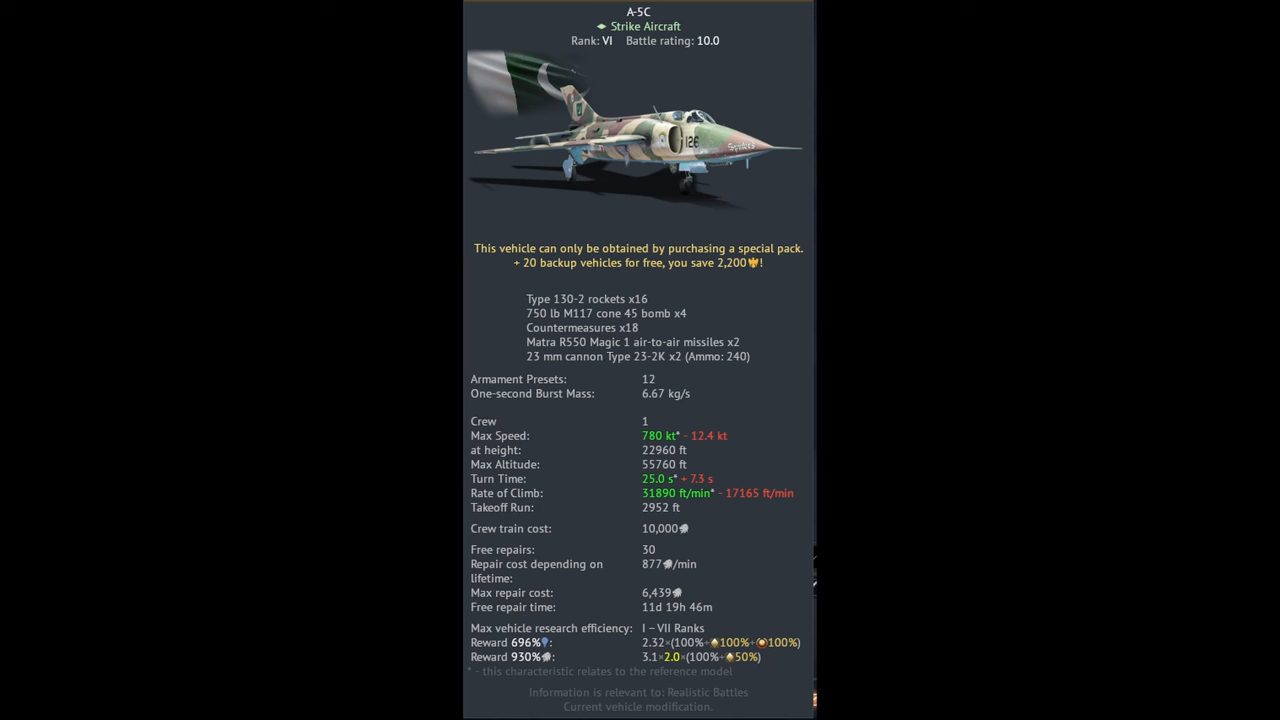 A-5C
Strike Aircraft
Rank: VI Battle rating: 10.0
126
This vehicle can only be obtained by purchasing a special pack.
+ 20 backup vehicles for free, you save 2,200!
Type 130-2 rockets x16
750 lb M117 cone 45 bomb x4
Countermeasures x18
Matra R550 Magic 1 air-to-air missiles x2
23 mm cannon Type 23-2K x2 (Ammo: 240)
Armament Presets: 12
One-second Burst Mass: 6.67 kg/s
Crew 1
Max Speed: 780 kt* - 12.4 kt
at height: 22960 ft
Max Altitude: 55760 ft
Turn Time: 25.0 s* + 7.3 s
Rate of Climb: 31890 ft/min* - 17165 ft/min
Takeoff Run: 2952 ft
Crew train cost: 10,000
Free repairs: 30
Repair cost depending on 877/min
lifetime:
Max repair cost: 6,439
Free repair time: 11d 19h 46m
Max vehicle research efficiency: I – VII Ranks
Reward 696%: 2.32×(100%+100%+100%)
Reward 930%: 3.1×2.0×(100%+50%)
* - this characteristic relates to the reference model
Information is relevant to: Realistic Battles
Current vehicle modification.